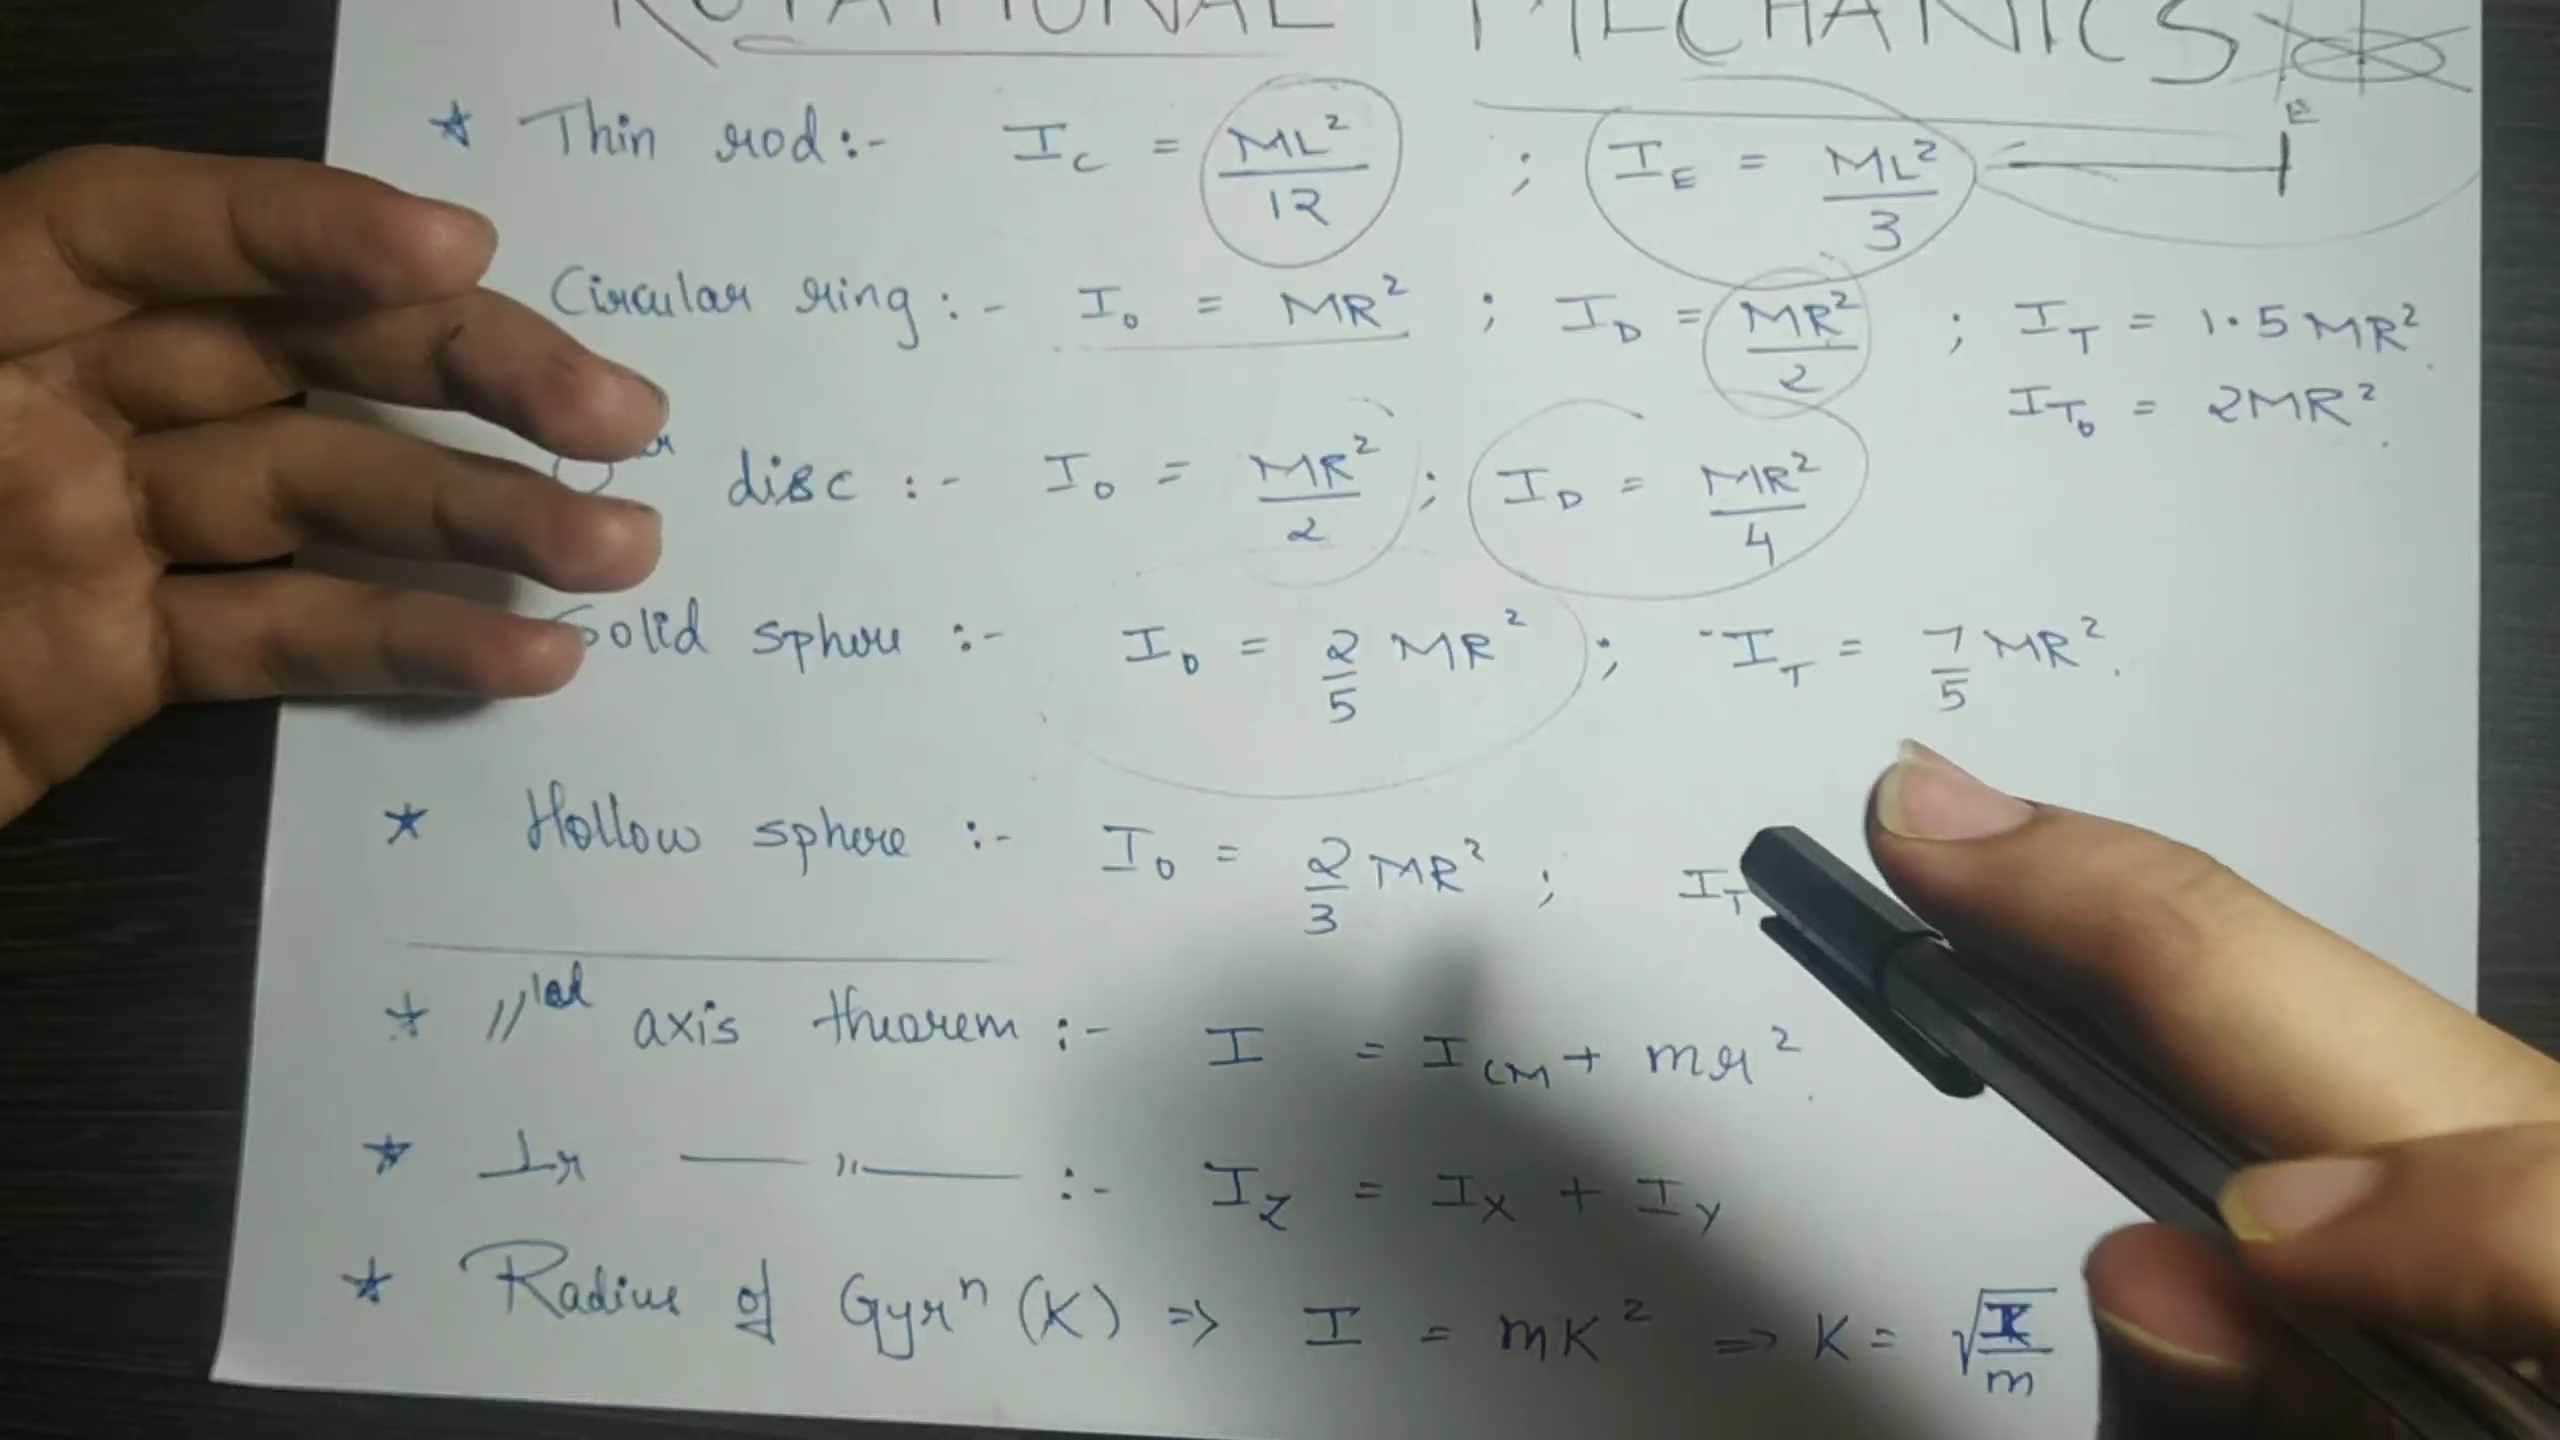 ROTATIONAL MECHANICS
Thin rod:- I_C = ML²/12 ; I_E = ML²/3 E
Circular ring :- I_0 = MR² ; I_D = MR²/2 ; I_T = 1.5 MR².
I_T0 = 2MR².
disc :- I_0 = MR²/2 ; I_D = MR²/4
Solid sphere :- I_0 = 2/5 MR² ; I_T = 7/5 MR².
Hollow sphere :- I_0 = 2/3 MR² ; I_T
//lel axis theorem :- I = I_CM + mr².
⊥r —— " —— :- I_Z = I_X + I_Y
Radius of Gyrⁿ (K) => I = mK² => K = √(I/m)